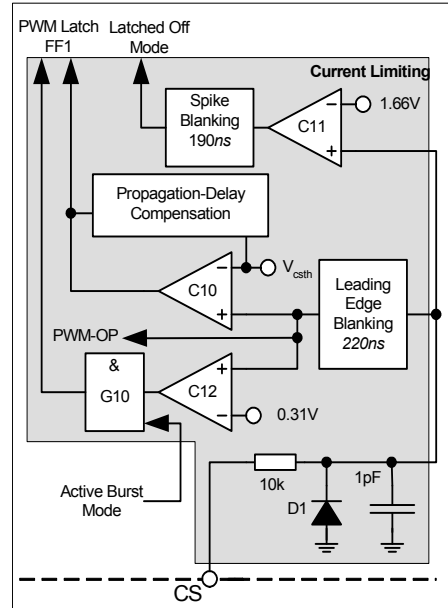 PWM Latch
FF1
Latched Off
Mode
Current Limiting
Spike
Blanking
190ns
C11
1.66V
Propagation-Delay
Compensation
C10
Vcsth
Leading
Edge
Blanking
220ns
PWM-OP
&
G10
C12
0.31V
Active Burst
Mode
10k
D1
1pF
CS